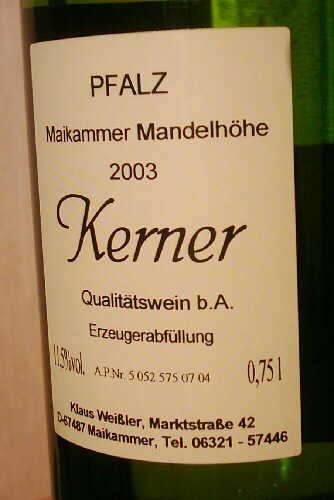 PFALZ
Maikammer Mandelhöhe
2003
Kerner
Qualitätswein b.A.
Erzeugerabfüllung
11,5%vol. A.P.Nr. 5 052 575 07 04 0,75 l
Klaus Weißler, Marktstraße 42
D-67487 Maikammer, Tel. 06321 - 57446